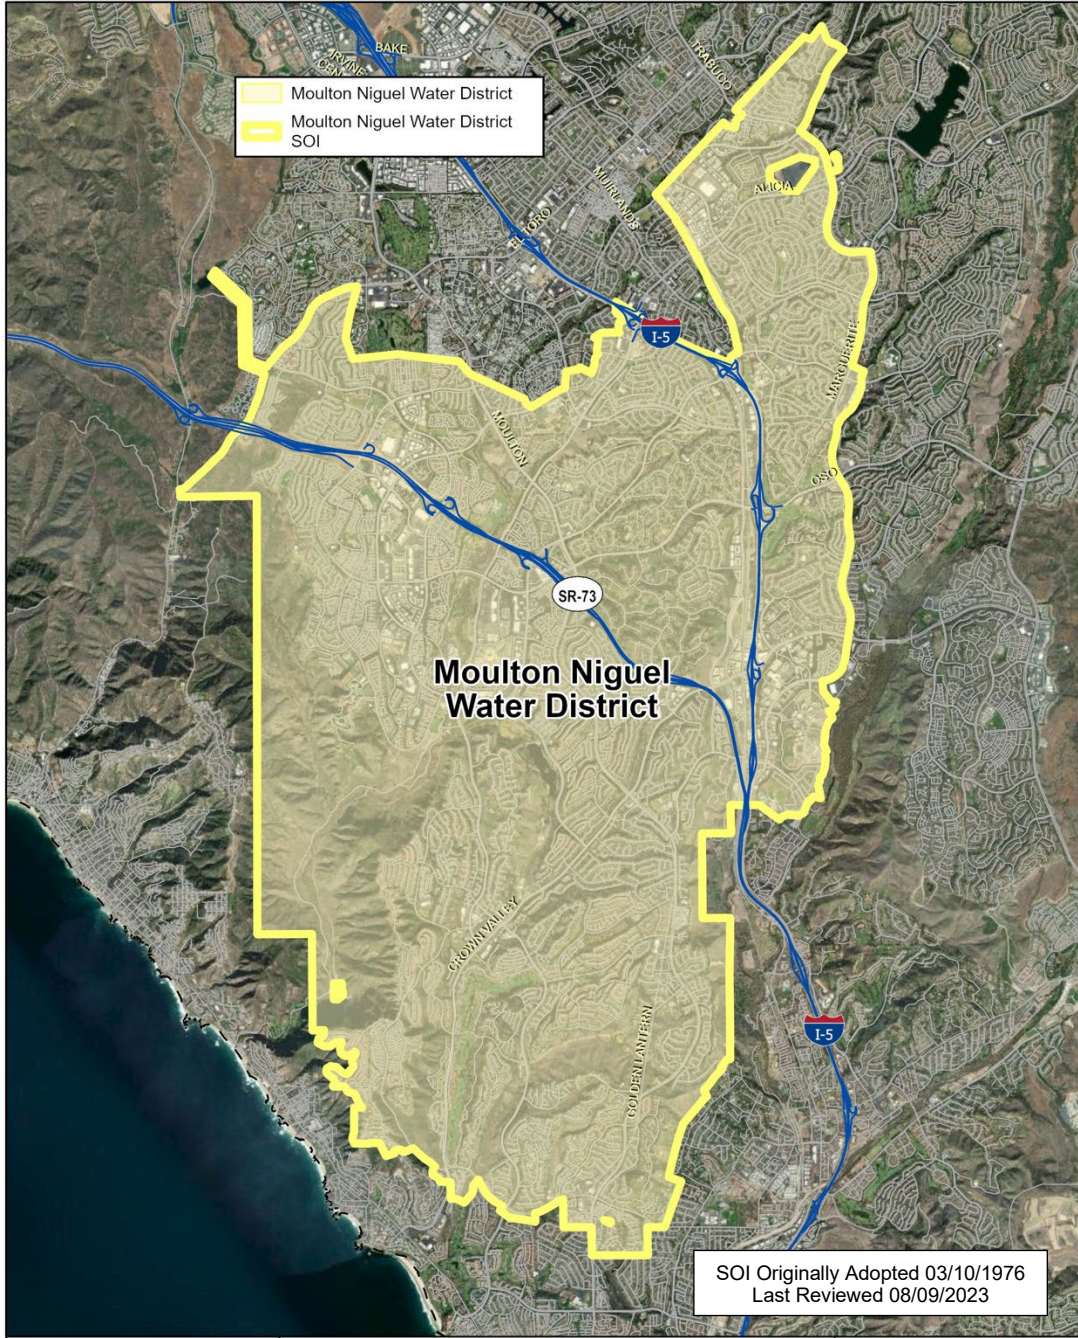 BAKE
IRVINE
CEN
TRABUCO
Moulton Niguel Water District
Moulton Niguel Water District
SOI
MUIRLANDS
ALICIA
EL TORO
I-5
MARGUERITE
MOULTON
OSO
SR-73
Moulton Niguel
Water District
CROWN VALLEY
GOLDEN LANTERN
I-5
SOI Originally Adopted 03/10/1976
Last Reviewed 08/09/2023